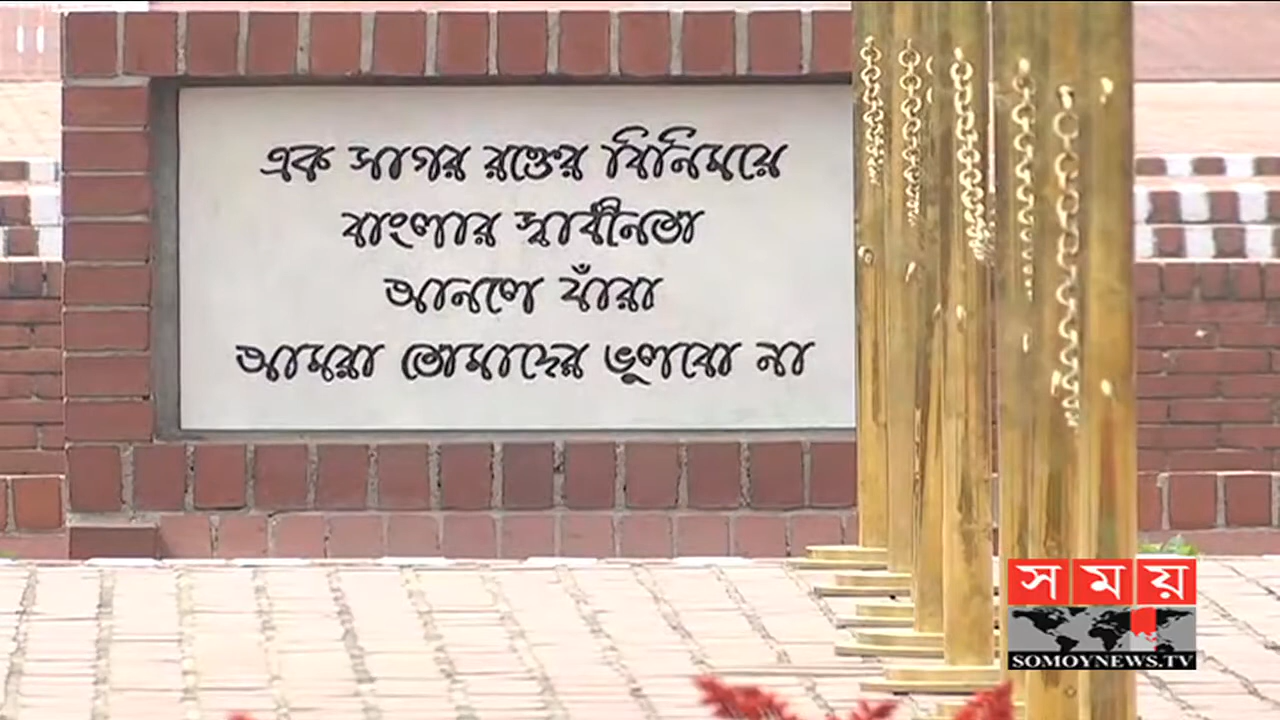 এক সাগর রক্তের বিনিময়ে
বাংলার স্বাধীনতা
আনলে যাঁরা
আমরা তোমাদের ভুলবো না
সময়
SOMOYNEWS.TV